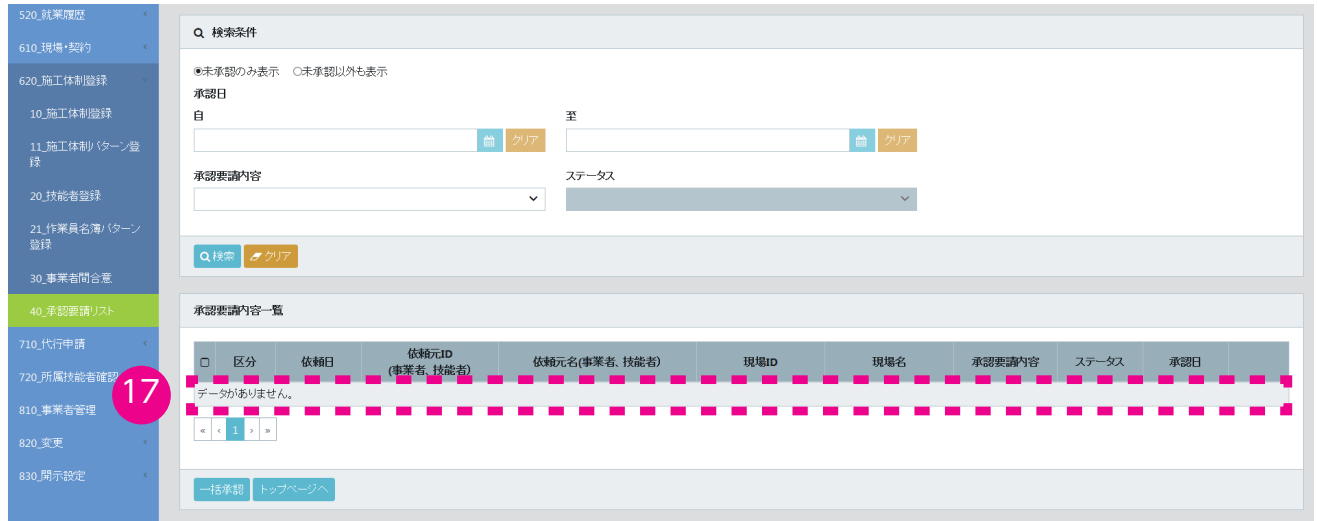 520_就業履歴
610_現場・契約
620_施工体制登録
10_施工体制登録
11_施工体制パターン登
録
20_技能者登録
21_作業員名簿パターン
登録
30_事業者間合意
40_承認要請リスト
710_代行申請
720_所属技能者確認
810_事業者管理
820_変更
830_開示設定
17
検索条件
未承認のみ表示 未承認以外も表示
承認日
自 至
クリア クリア
承認要請内容 ステータス
検索 クリア
承認要請内容一覧
区分 依頼日 依頼元ID 依頼元名(事業者、技能者) 現場ID 現場名 承認要請内容 ステータス 承認日
(事業者、技能者)
データがありません。
« ‹ 1 › »
一括承認 トップページへ